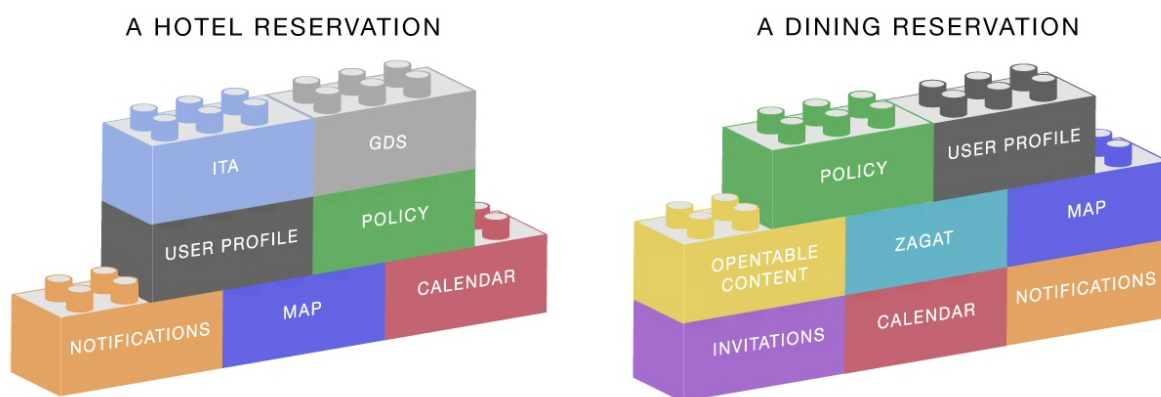 A HOTEL RESERVATION
ITA
GDS
USER PROFILE
POLICY
NOTIFICATIONS
MAP
CALENDAR
A DINING RESERVATION
POLICY
USER PROFILE
OPENTABLE
CONTENT
ZAGAT
MAP
INVITATIONS
CALENDAR
NOTIFICATIONS